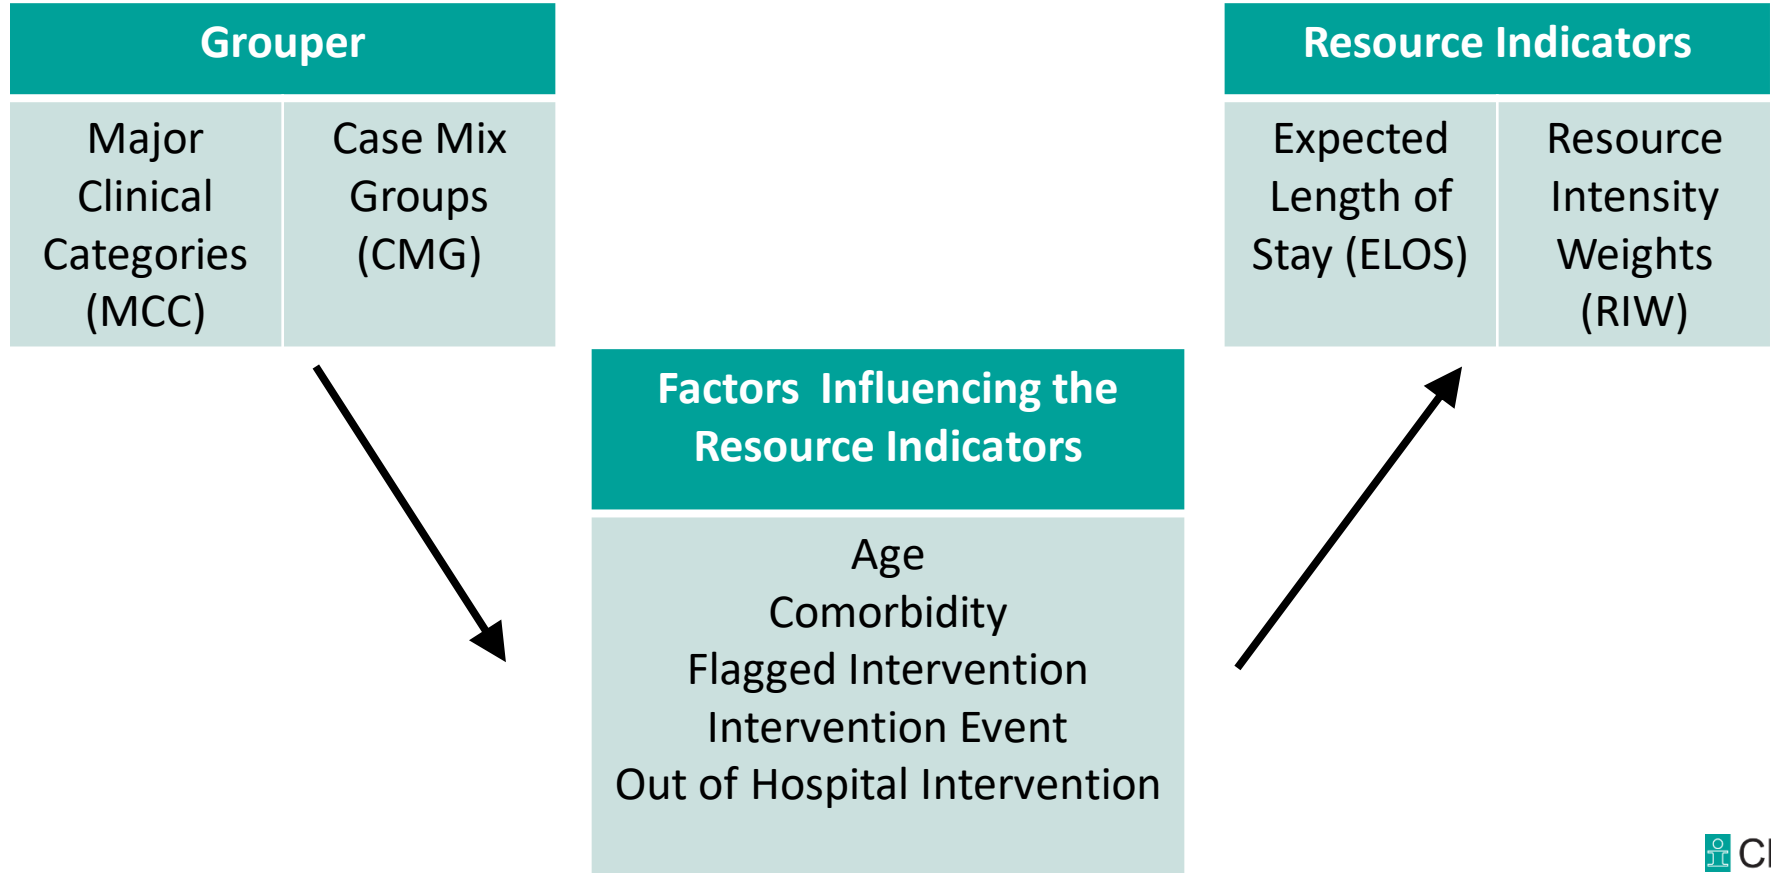 Grouper
Major
Clinical
Categories
(MCC)
Case Mix
Groups
(CMG)
Factors Influencing the
Resource Indicators
Age
Comorbidity
Flagged Intervention
Intervention Event
Out of Hospital Intervention
Resource Indicators
Expected
Length of
Stay (ELOS)
Resource
Intensity
Weights
(RIW)